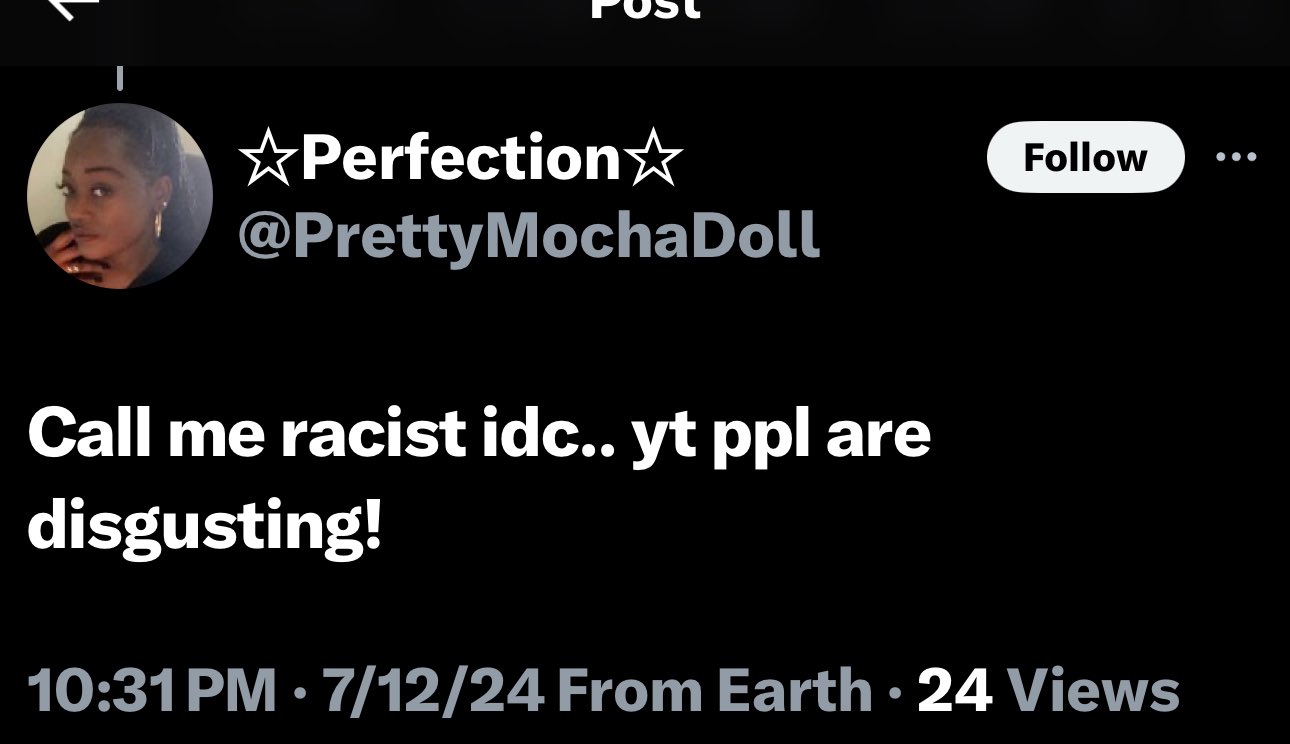 Post
☆Perfection☆
Follow
@PrettyMochaDoll
Call me racist idc.. yt ppl are
disgusting!
10:31 PM · 7/12/24 From Earth · 24 Views